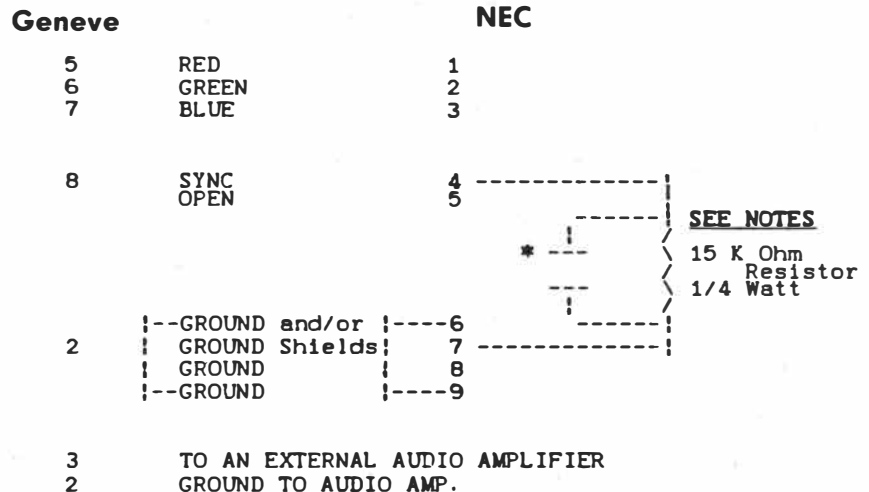 Geneve NEC
5 RED 1
6 GREEN 2
7 BLUE 3
8 SYNC 4
OPEN 5
SEE NOTES
* 15 K Ohm
Resistor
1/4 Watt
GROUND and/or 6
2 GROUND Shields 7
GROUND 8
GROUND 9
3 TO AN EXTERNAL AUDIO AMPLIFIER
2 GROUND TO AUDIO AMP.